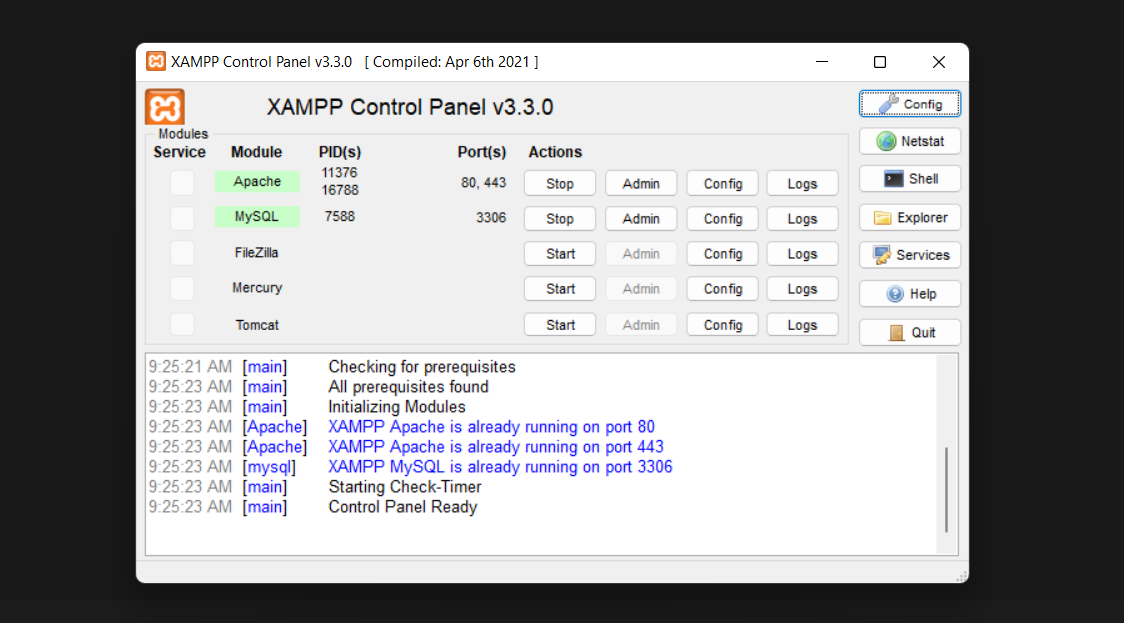 XAMPP Control Panel v3.3.0 [ Compiled: Apr 6th 2021 ]
XAMPP Control Panel v3.3.0
Config
Modules
Service Module PID(s) Port(s) Actions
Netstat
Apache 11376 16788 80, 443 Stop Admin Config Logs
Shell
MySQL 7588 3306 Stop Admin Config Logs
Explorer
FileZilla Start Admin Config Logs
Services
Mercury Start Admin Config Logs
Help
Tomcat Start Admin Config Logs
Quit
9:25:21 AM [main] Checking for prerequisites
9:25:23 AM [main] All prerequisites found
9:25:23 AM [main] Initializing Modules
9:25:23 AM [Apache] XAMPP Apache is already running on port 80
9:25:23 AM [Apache] XAMPP Apache is already running on port 443
9:25:23 AM [mysql] XAMPP MySQL is already running on port 3306
9:25:23 AM [main] Starting Check-Timer
9:25:23 AM [main] Control Panel Ready